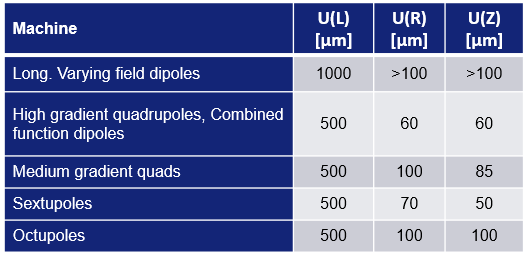 Machine U(L) [µm] U(R) [µm] U(Z) [µm]
Long. Varying field dipoles 1000 >100 >100
High gradient quadrupoles, Combined
function dipoles 500 60 60
Medium gradient quads 500 100 85
Sextupoles 500 70 50
Octupoles 500 100 100